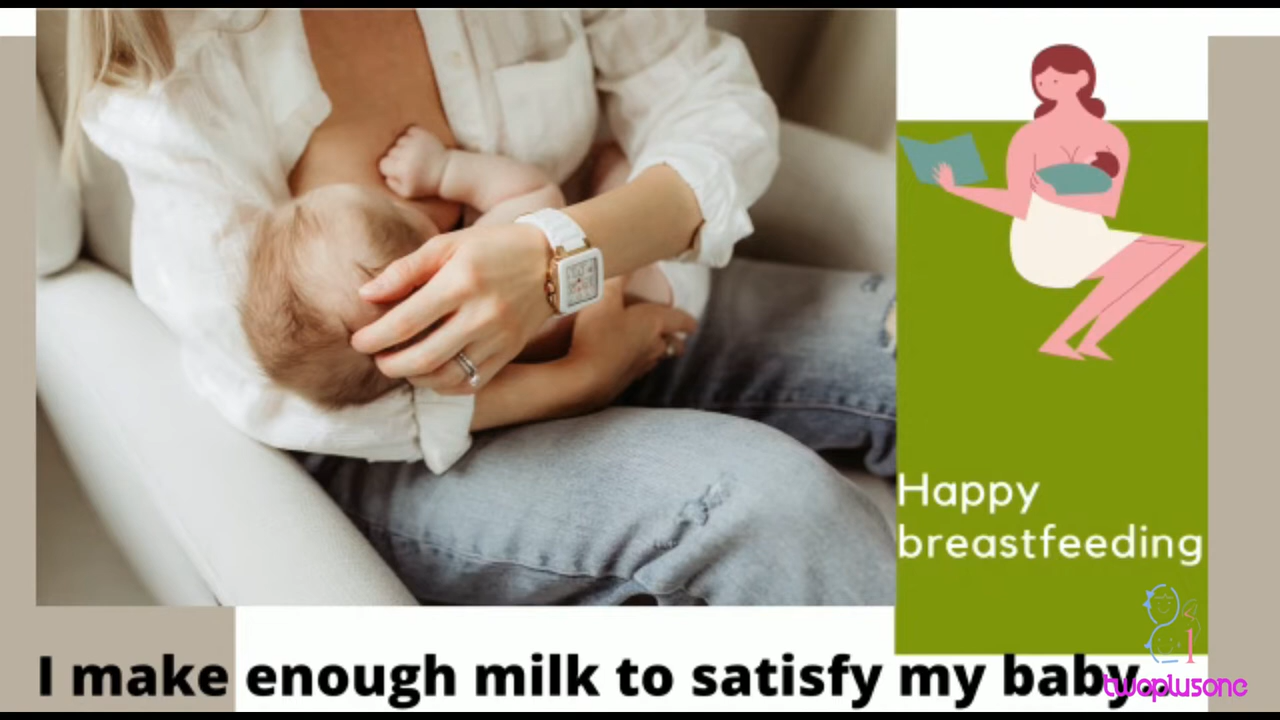 Happy
breastfeeding
I make enough milk to satisfy my baby..
twoplusone